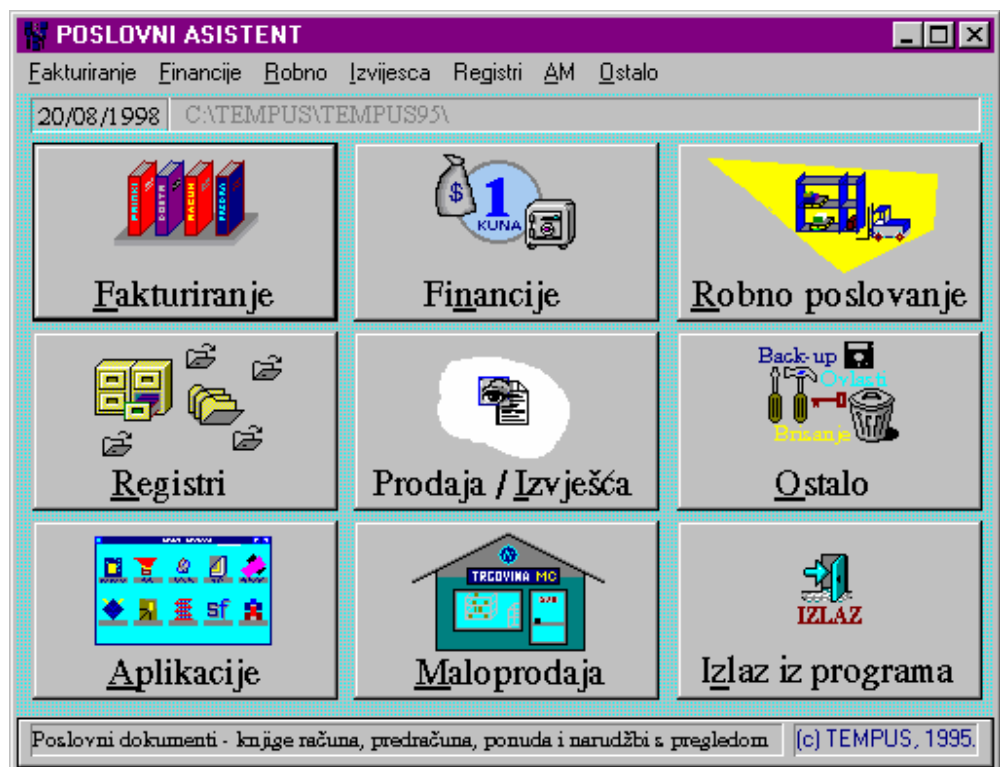 POSLOVNI ASISTENT
Fakturiranje Financije Robno Izvijesca Registri AM Ostalo
20/08/1998 C:\TEMPUS\TEMPUS95\
RACUN
$ 1
KUNA
Fakturiranje Financije Robno poslovanje
Back-up
Ovlasti
Brisanje
Registri Prodaja / Izvješća Ostalo
TRGOVINA MC
sf
IZLAZ
Aplikacije Maloprodaja Izlaz iz programa
Poslovni dokumenti - knjige računa, predračuna, ponuda i narudžbi s pregledom (c) TEMPUS, 1995.